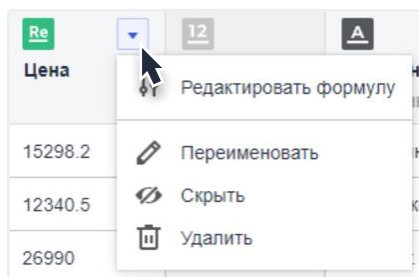 Re 12 A
Цена
Редактировать формулу
15298.2 Переименовать
12340.5 Скрыть
Удалить
26990